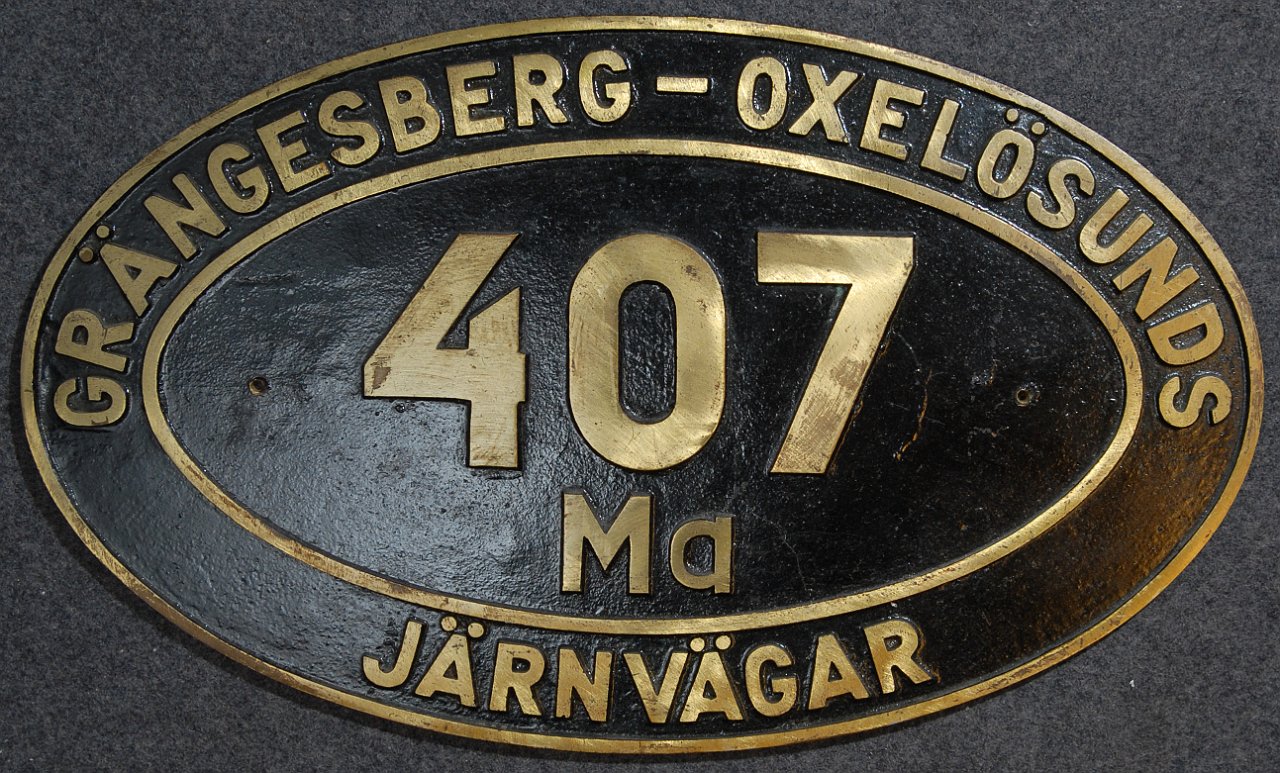 GRÄNGESBERG-OXELÖSUNDS
407
Ma
JÄRNVÄGAR